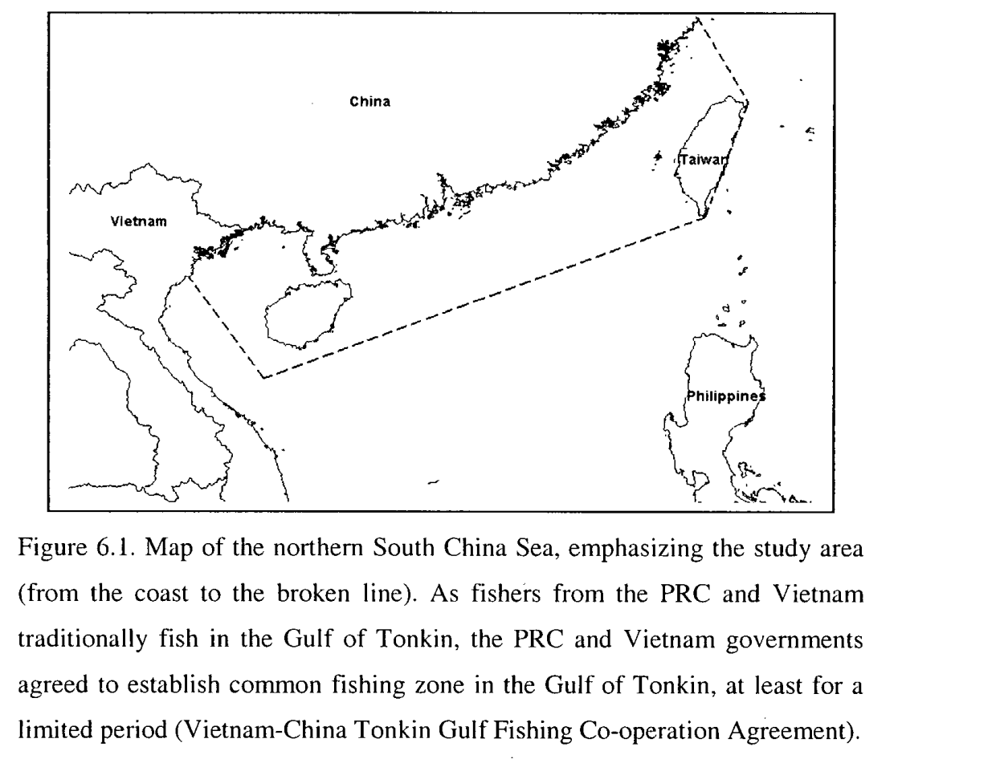 China
Taiwan
Vietnam
Philippines
Figure 6.1. Map of the northern South China Sea, emphasizing the study area
(from the coast to the broken line). As fishers from the PRC and Vietnam
traditionally fish in the Gulf of Tonkin, the PRC and Vietnam governments
agreed to establish common fishing zone in the Gulf of Tonkin, at least for a
limited period (Vietnam-China Tonkin Gulf Fishing Co-operation Agreement).